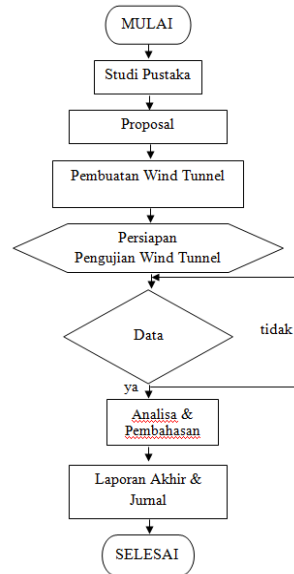 MULAI
Studi Pustaka
Proposal
Pembuatan Wind Tunnel
Persiapan
Pengujian Wind Tunnel
Data
tidak
ya
Analisa &
Pembahasan
Laporan Akhir &
Jurnal
SELESAI